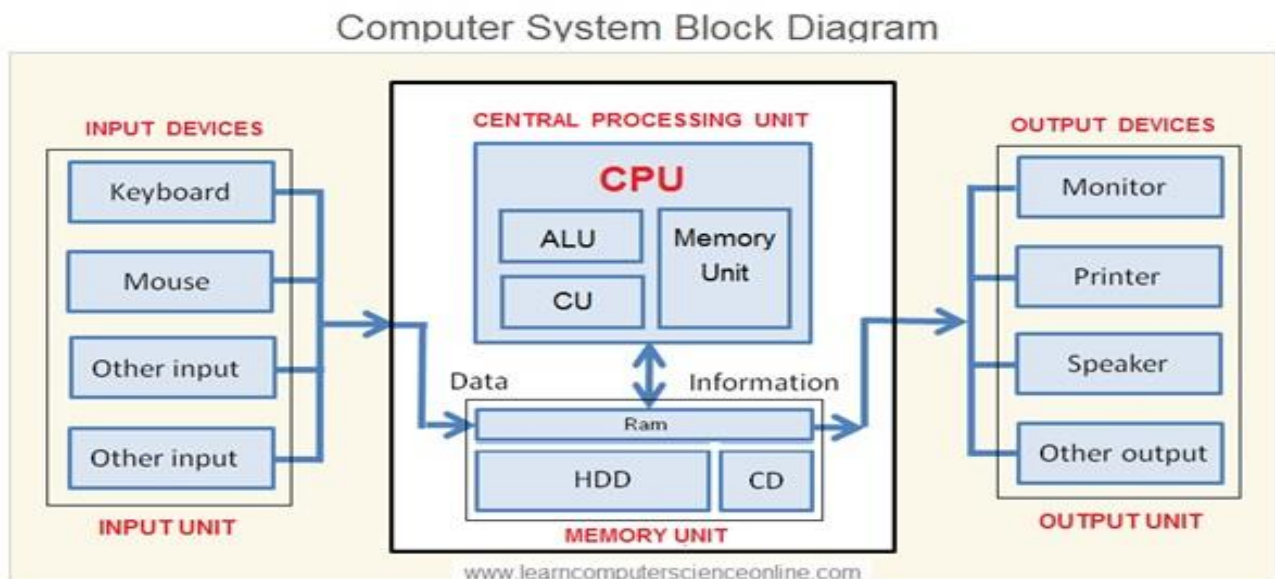 Computer System Block Diagram
INPUT DEVICES
Keyboard
Mouse
Other input
Other input
INPUT UNIT
CENTRAL PROCESSING UNIT
CPU
ALU
CU
Memory
Unit
Data
Information
Ram
HDD
CD
MEMORY UNIT
OUTPUT DEVICES
Monitor
Printer
Speaker
Other output
OUTPUT UNIT
www.learncomputerscienceonline.com